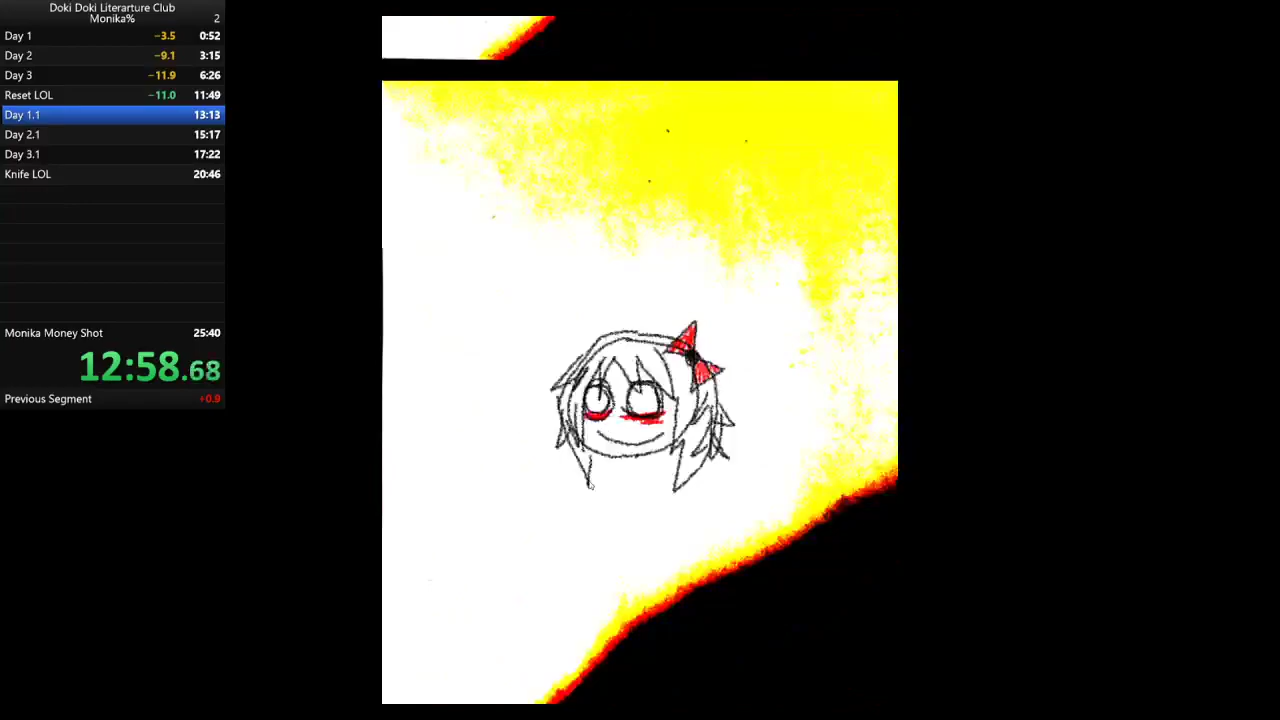 Doki Doki Literarture Club
Monika% 2
Day 1 −3.5 0:52
Day 2 −9.1 3:15
Day 3 −11.9 6:26
Reset LOL −11.0 11:49
Day 1.1 13:13
Day 2.1 15:17
Day 3.1 17:22
Knife LOL 20:46
Monika Money Shot 25:40
12:58.68
Previous Segment +0.9